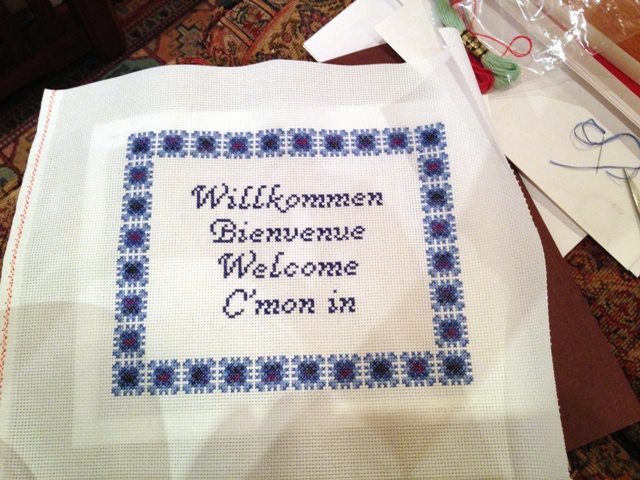 Willkommen
Bienvenue
Welcome
C'mon in